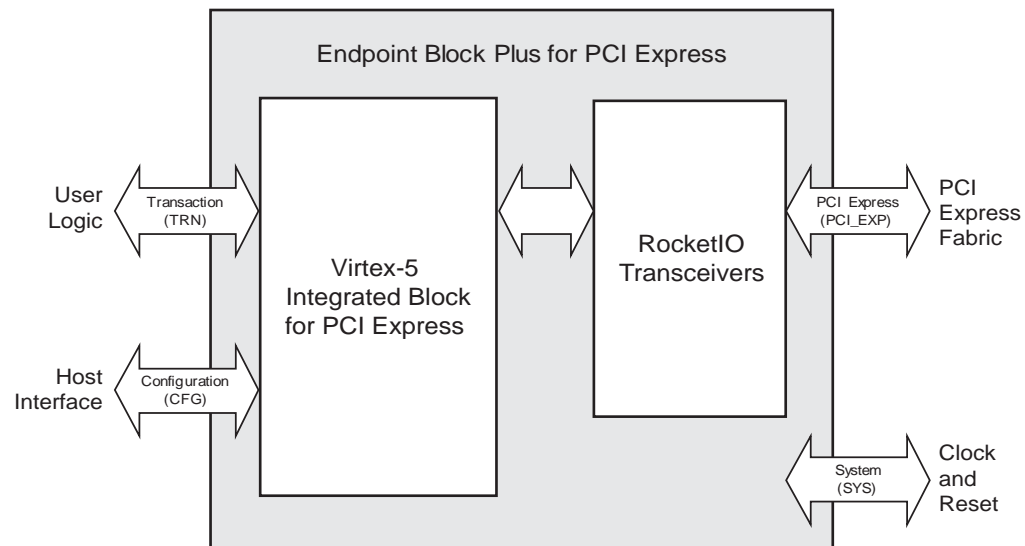 Endpoint Block Plus for PCI Express
User
Logic
Transaction
(TRN)
Virtex-5
Integrated Block
for PCI Express
RocketIO
Transceivers
PCI Express
(PCI_EXP)
PCI
Express
Fabric
Host
Interface
Configuration
(CFG)
System
(SYS)
Clock
and
Reset